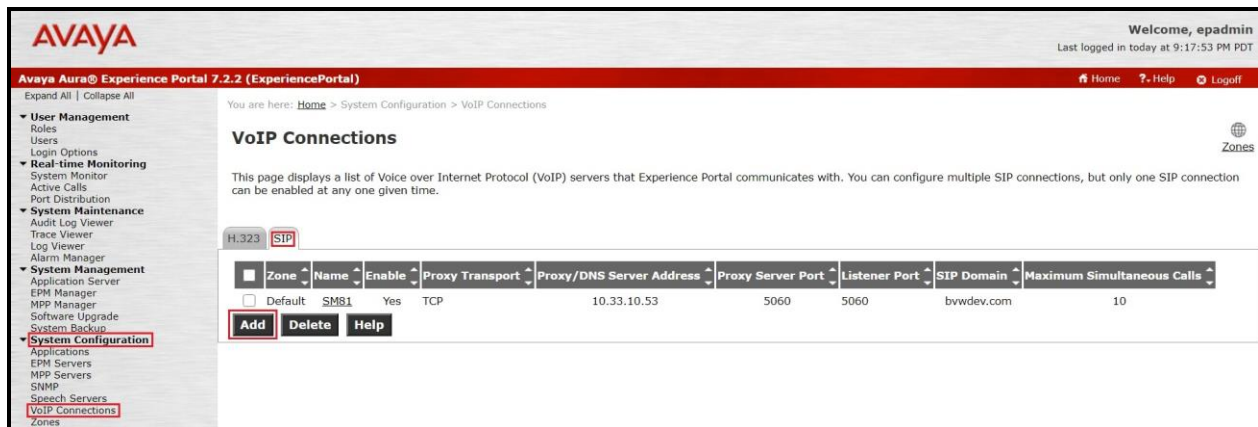 AVAYA
Welcome, epadmin
Last logged in today at 9:17:53 PM PDT
Avaya Aura® Experience Portal 7.2.2 (ExperiencePortal)
Home ?▾ Help Logoff
Expand All | Collapse All
▾ User Management
Roles
Users
Login Options
▾ Real-time Monitoring
System Monitor
Active Calls
Port Distribution
▾ System Maintenance
Audit Log Viewer
Trace Viewer
Log Viewer
Alarm Manager
▾ System Management
Application Server
EPM Manager
MPP Manager
Software Upgrade
System Backup
▾ System Configuration
Applications
EPM Servers
MPP Servers
SNMP
Speech Servers
VoIP Connections
Zones
You are here: Home > System Configuration > VoIP Connections
VoIP Connections
Zones
This page displays a list of Voice over Internet Protocol (VoIP) servers that Experience Portal communicates with. You can configure multiple SIP connections, but only one SIP connection
can be enabled at any one given time.
H.323 SIP
Zone Name Enable Proxy Transport Proxy/DNS Server Address Proxy Server Port Listener Port SIP Domain Maximum Simultaneous Calls
Default SM81 Yes TCP 10.33.10.53 5060 5060 bvwdev.com 10
Add Delete Help